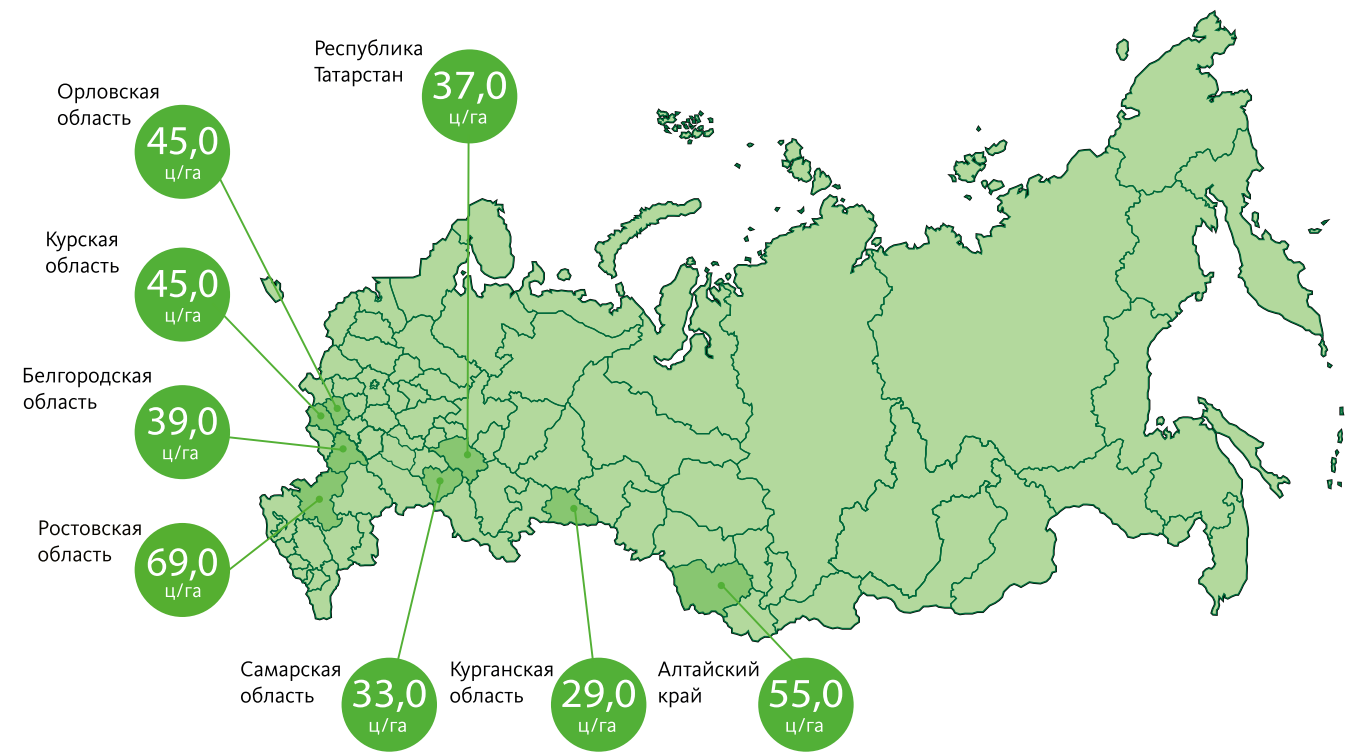 Республика
Татарстан
37,0
ц/га
Орловская
область
45,0
ц/га
Курская
область
45,0
ц/га
Белгородская
область
39,0
ц/га
Ростовская
область
69,0
ц/га
Самарская
область
33,0
ц/га
Курганская
область
29,0
ц/га
Алтайский
край
55,0
ц/га